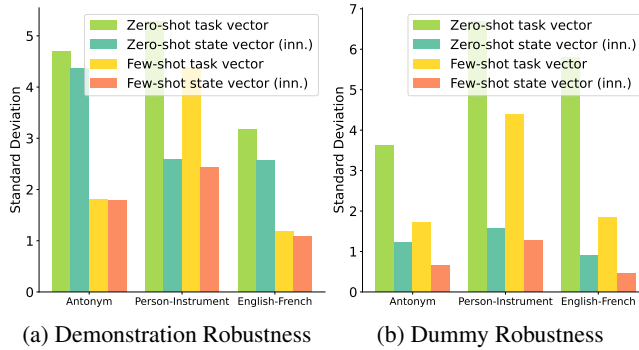 Zero-shot task vector
Zero-shot state vector (inn.)
Few-shot task vector
Few-shot state vector (inn.)
Standard Deviation
5
4
3
2
1
0
Antonym
Person-Instrument
English-French
(a) Demonstration Robustness
Zero-shot task vector
Zero-shot state vector (inn.)
Few-shot task vector
Few-shot state vector (inn.)
Standard Deviation
7
6
5
4
3
2
1
0
Antonym
Person-Instrument
English-French
(b) Dummy Robustness